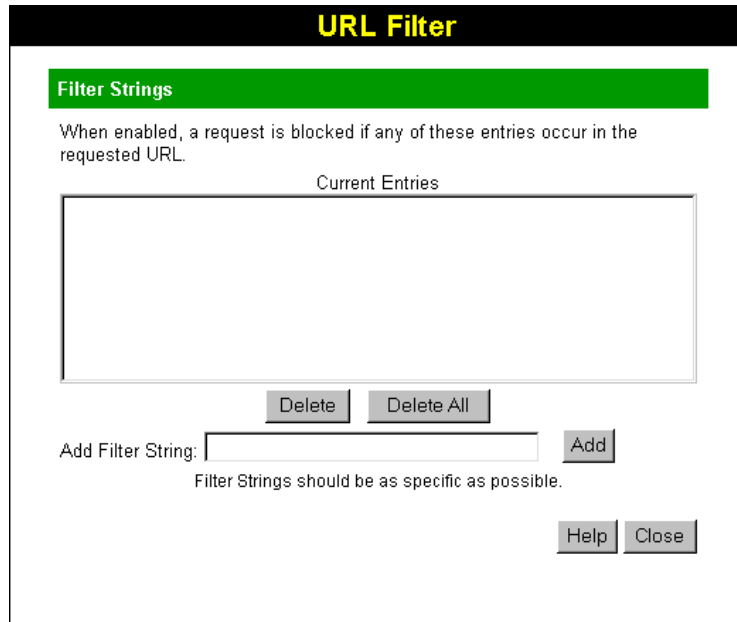 URL Filter
Filter Strings
When enabled, a request is blocked if any of these entries occur in the
requested URL.
Current Entries
Delete Delete All
Add Filter String: Add
Filter Strings should be as specific as possible.
Help Close